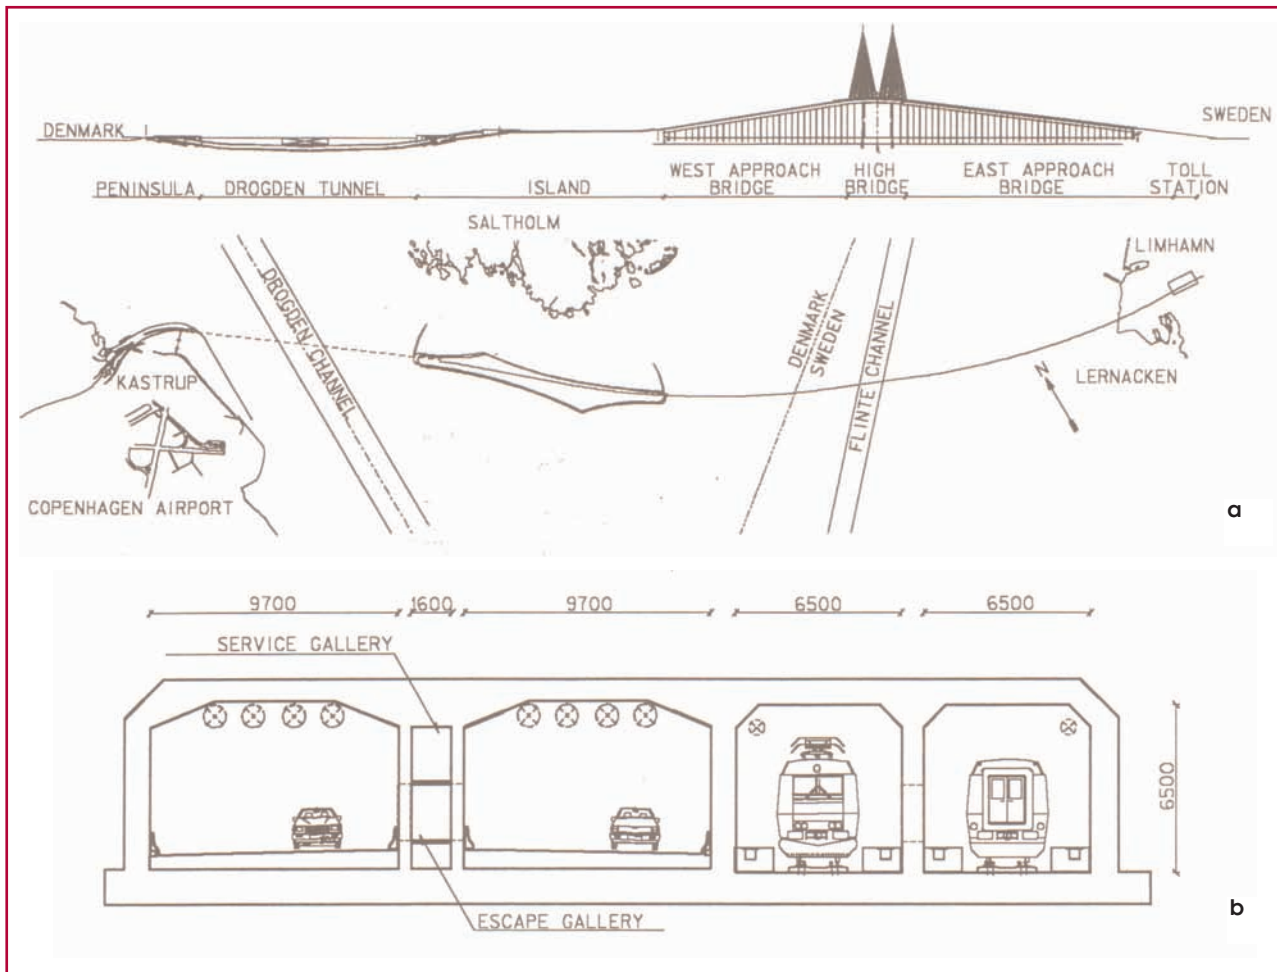 DENMARK
SWEDEN
WEST APPROACH
BRIDGE
HIGH
BRIDGE
EAST APPROACH
BRIDGE
TOLL
STATION
PENINSULA
DROGDEN TUNNEL
ISLAND
SALTHOLM
DROGDEN CHANNEL
DENMARK
SWEDEN
FLINTE CHANNEL
LIMHAMN
KASTRUP
N
LERNACKEN
COPENHAGEN AIRPORT
a
9700
1600
9700
6500
6500
SERVICE GALLERY
6500
ESCAPE GALLERY
b